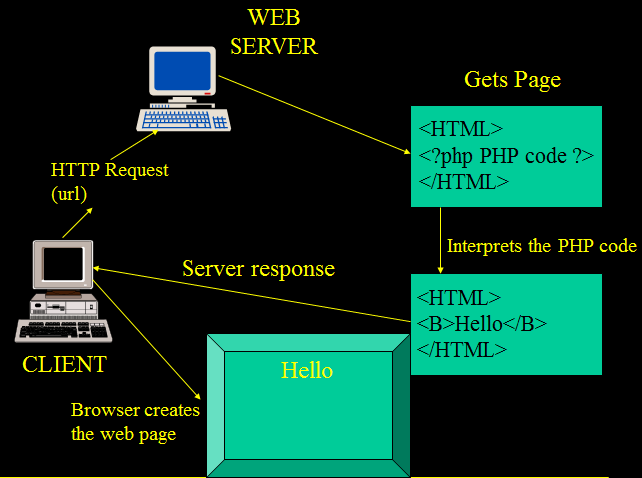 WEB
SERVER
Gets Page
<HTML>
<?php PHP code ?>
</HTML>
HTTP Request
(url)
Interprets the PHP code
Server response
<HTML>
<B>Hello</B>
</HTML>
CLIENT
Hello
Browser creates
the web page